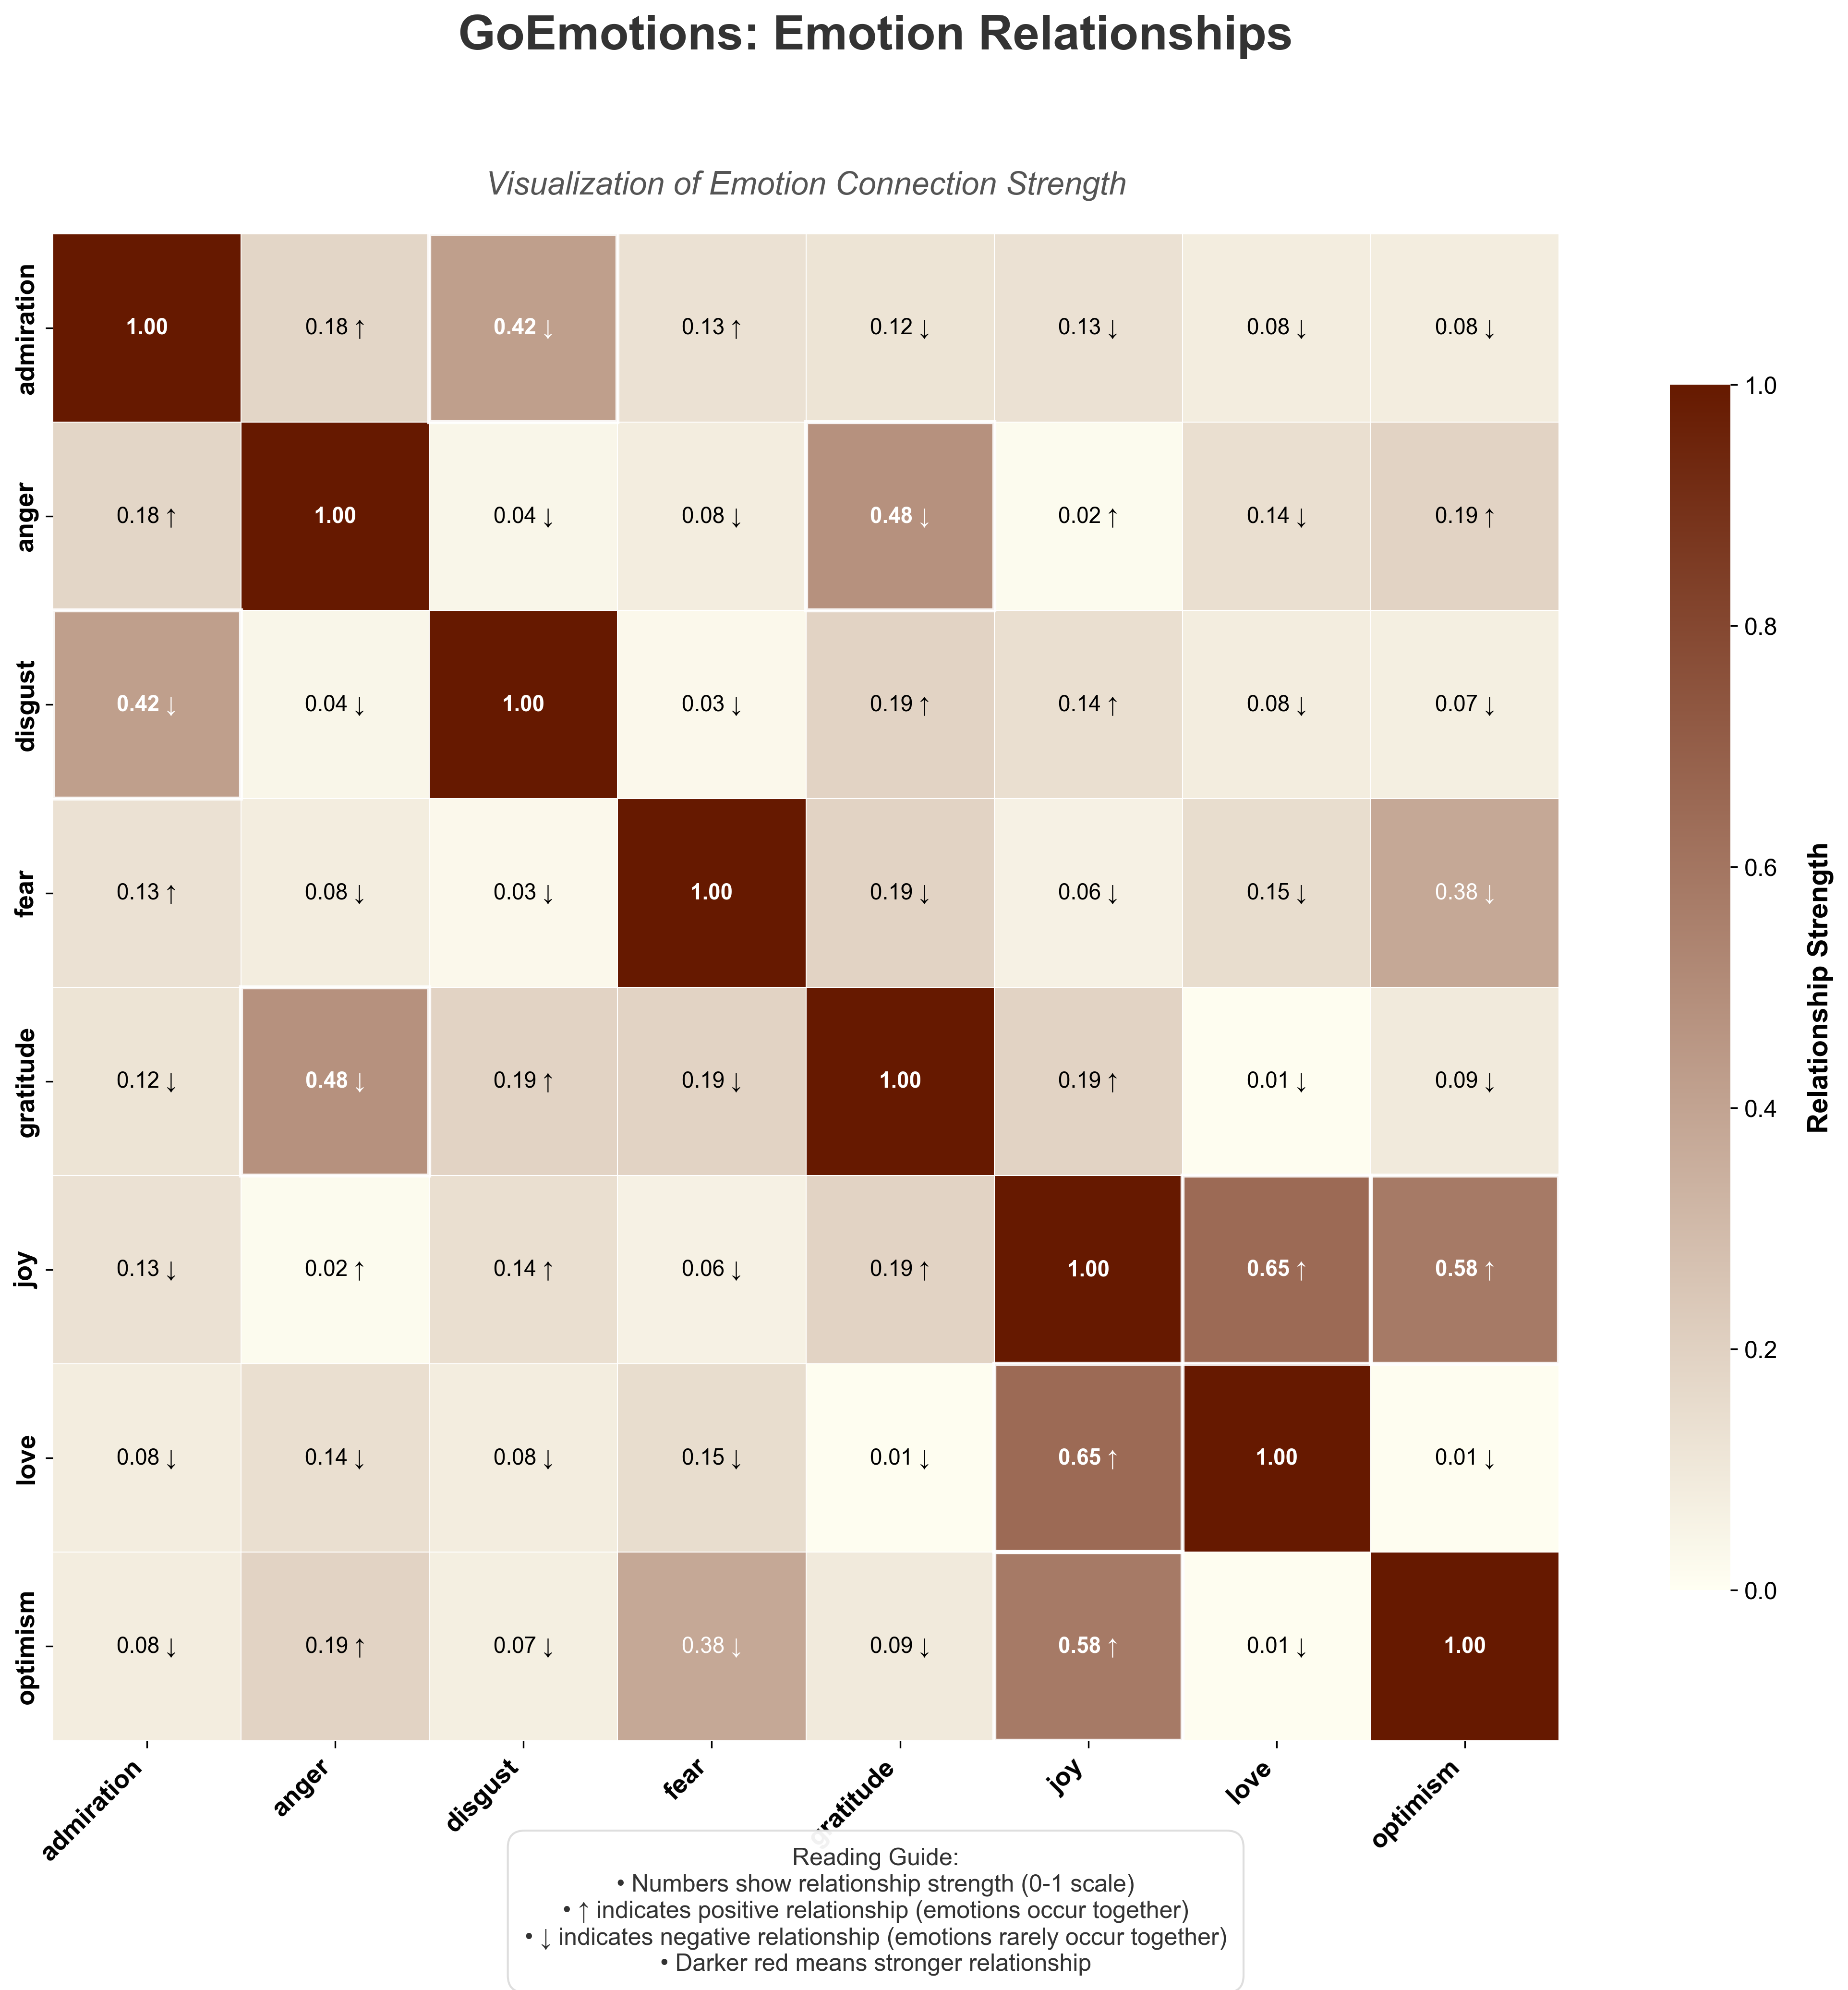 GoEmotions: Emotion Relationships
Visualization of Emotion Connection Strength
admiration 1.00 0.18 ↑ 0.42 ↓ 0.13 ↑ 0.12 ↓ 0.13 ↓ 0.08 ↓ 0.08 ↓
anger 0.18 ↑ 1.00 0.04 ↓ 0.08 ↓ 0.48 ↓ 0.02 ↑ 0.14 ↓ 0.19 ↑
disgust 0.42 ↓ 0.04 ↓ 1.00 0.03 ↓ 0.19 ↑ 0.14 ↑ 0.08 ↓ 0.07 ↓
fear 0.13 ↑ 0.08 ↓ 0.03 ↓ 1.00 0.19 ↓ 0.06 ↓ 0.15 ↓ 0.38 ↓
gratitude 0.12 ↓ 0.48 ↓ 0.19 ↑ 0.19 ↓ 1.00 0.19 ↑ 0.01 ↓ 0.09 ↓
joy 0.13 ↓ 0.02 ↑ 0.14 ↑ 0.06 ↓ 0.19 ↑ 1.00 0.65 ↑ 0.58 ↑
love 0.08 ↓ 0.14 ↓ 0.08 ↓ 0.15 ↓ 0.01 ↓ 0.65 ↑ 1.00 0.01 ↓
optimism 0.08 ↓ 0.19 ↑ 0.07 ↓ 0.38 ↓ 0.09 ↓ 0.58 ↑ 0.01 ↓ 1.00
admiration anger disgust fear gratitude joy love optimism
1.0
0.8
0.6
0.4
0.2
0.0
Relationship Strength
Reading Guide:
• Numbers show relationship strength (0-1 scale)
• ↑ indicates positive relationship (emotions occur together)
• ↓ indicates negative relationship (emotions rarely occur together)
• Darker red means stronger relationship